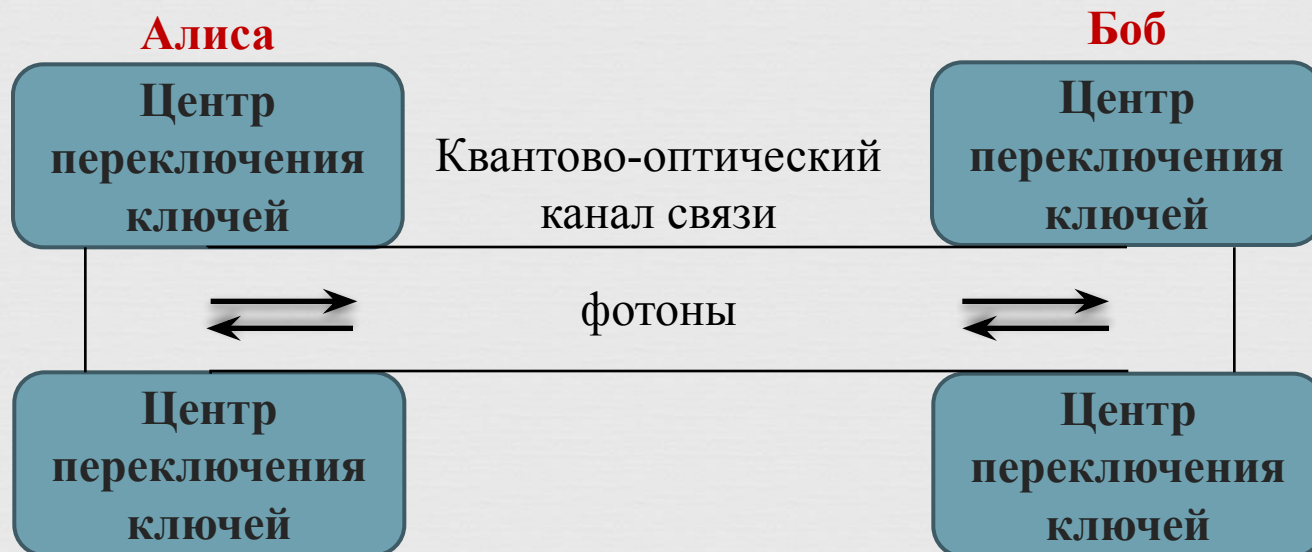 Алиса
Боб
Центр
переключения
ключей
Квантово-оптический
канал связи
Центр
переключения
ключей
фотоны
Центр
переключения
ключей
Центр
переключения
ключей